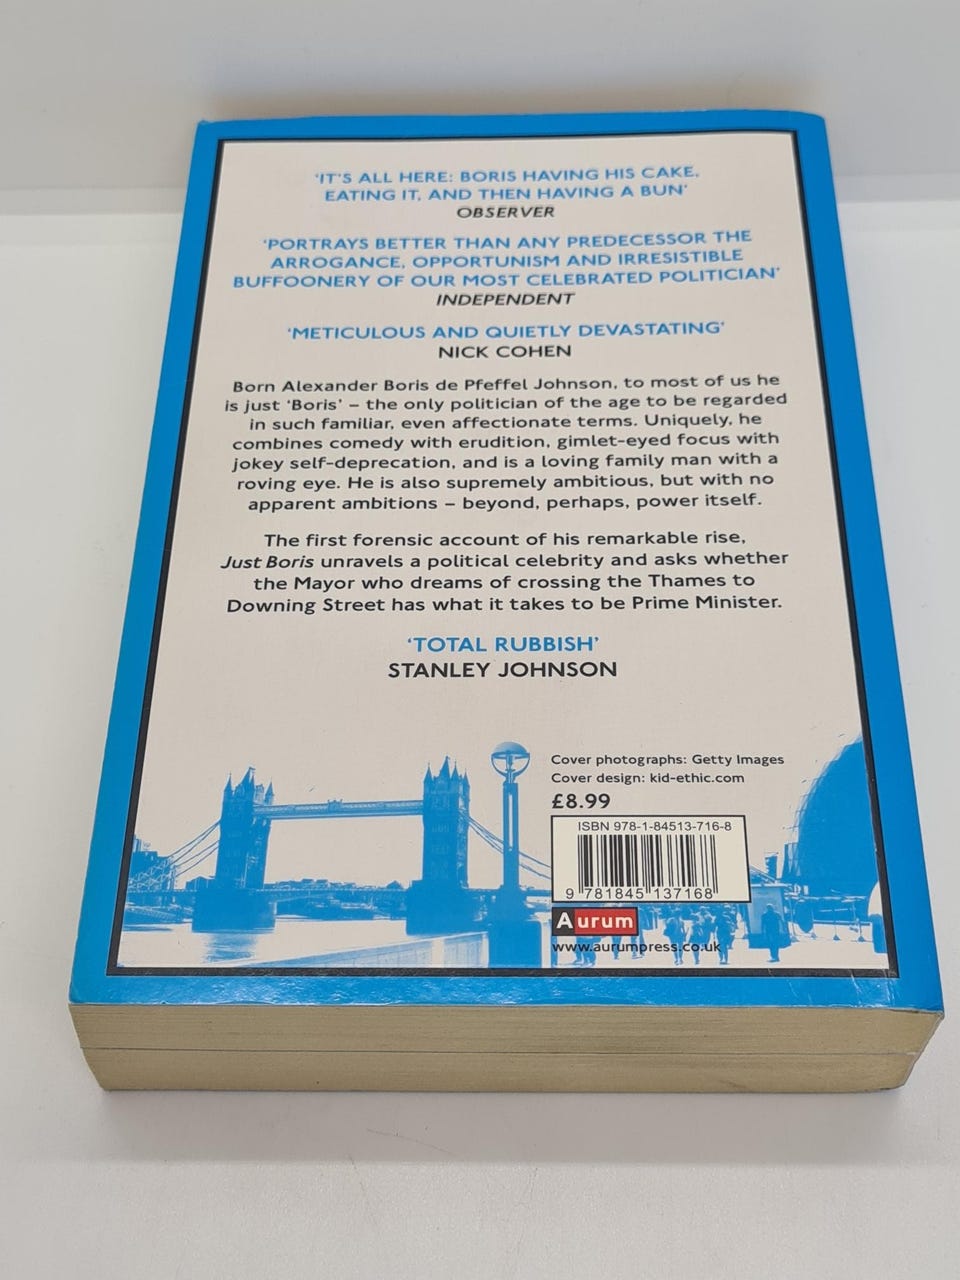 ‘IT’S ALL HERE: BORIS HAVING HIS CAKE,
EATING IT, AND THEN HAVING A BUN’
OBSERVER
‘PORTRAYS BETTER THAN ANY PREDECESSOR THE
ARROGANCE, OPPORTUNISM AND IRRESISTIBLE
BUFFOONERY OF OUR MOST CELEBRATED POLITICIAN’
INDEPENDENT
‘METICULOUS AND QUIETLY DEVASTATING’
NICK COHEN
Born Alexander Boris de Pfeffel Johnson, to most of us he
is just ‘Boris’ – the only politician of the age to be regarded
in such familiar, even affectionate terms. Uniquely, he
combines comedy with erudition, gimlet-eyed focus with
jokey self-deprecation, and is a loving family man with a
roving eye. He is also supremely ambitious, but with no
apparent ambitions – beyond, perhaps, power itself.
The first forensic account of his remarkable rise,
Just Boris unravels a political celebrity and asks whether
the Mayor who dreams of crossing the Thames to
Downing Street has what it takes to be Prime Minister.
‘TOTAL RUBBISH’
STANLEY JOHNSON
Cover photographs: Getty Images
Cover design: kid-ethic.com
£8.99
ISBN 978-1-84513-716-8
9 781845 137168
Aurum
www.aurumpress.co.uk